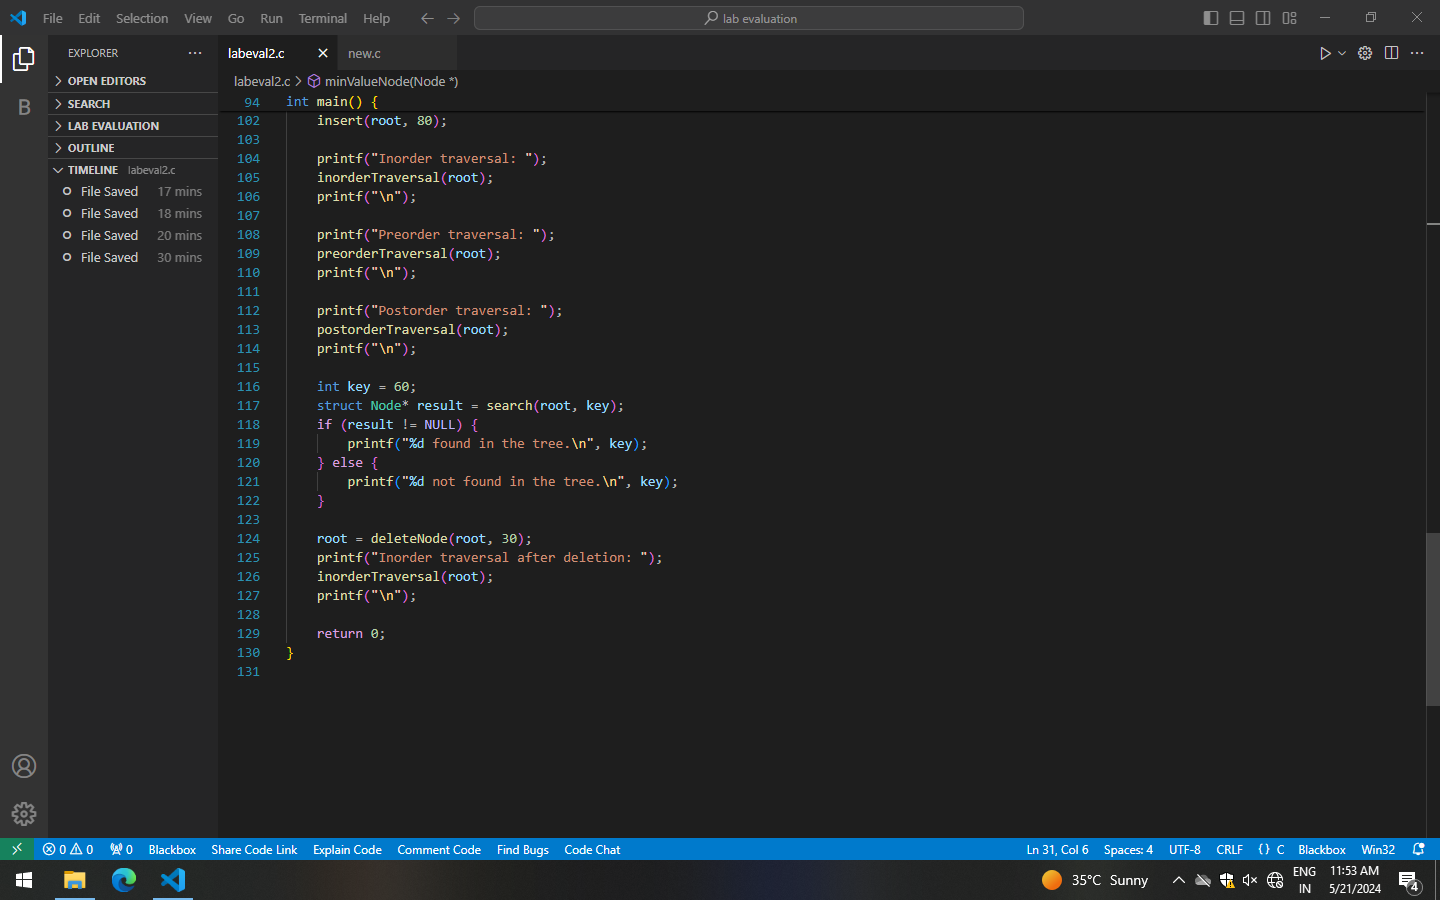 File Edit Selection View Go Run Terminal Help
lab evaluation
EXPLORER
OPEN EDITORS
SEARCH
LAB EVALUATION
OUTLINE
TIMELINE labeval2.c
File Saved 17 mins
File Saved 18 mins
File Saved 20 mins
File Saved 30 mins
B
labeval2.c new.c
labeval2.c > minValueNode(Node *)
94 int main() {
102 insert(root, 80);
103
104 printf("Inorder traversal: ");
105 inorderTraversal(root);
106 printf("\n");
107
108 printf("Preorder traversal: ");
109 preorderTraversal(root);
110 printf("\n");
111
112 printf("Postorder traversal: ");
113 postorderTraversal(root);
114 printf("\n");
115
116 int key = 60;
117 struct Node* result = search(root, key);
118 if (result != NULL) {
119 printf("%d found in the tree.\n", key);
120 } else {
121 printf("%d not found in the tree.\n", key);
122 }
123
124 root = deleteNode(root, 30);
125 printf("Inorder traversal after deletion: ");
126 inorderTraversal(root);
127 printf("\n");
128
129 return 0;
130 }
131
0 0 0 Blackbox Share Code Link Explain Code Comment Code Find Bugs Code Chat Ln 31, Col 6 Spaces: 4 UTF-8 CRLF {} C Blackbox Win32
35°C Sunny
ENG
IN
11:53 AM
5/21/2024
4